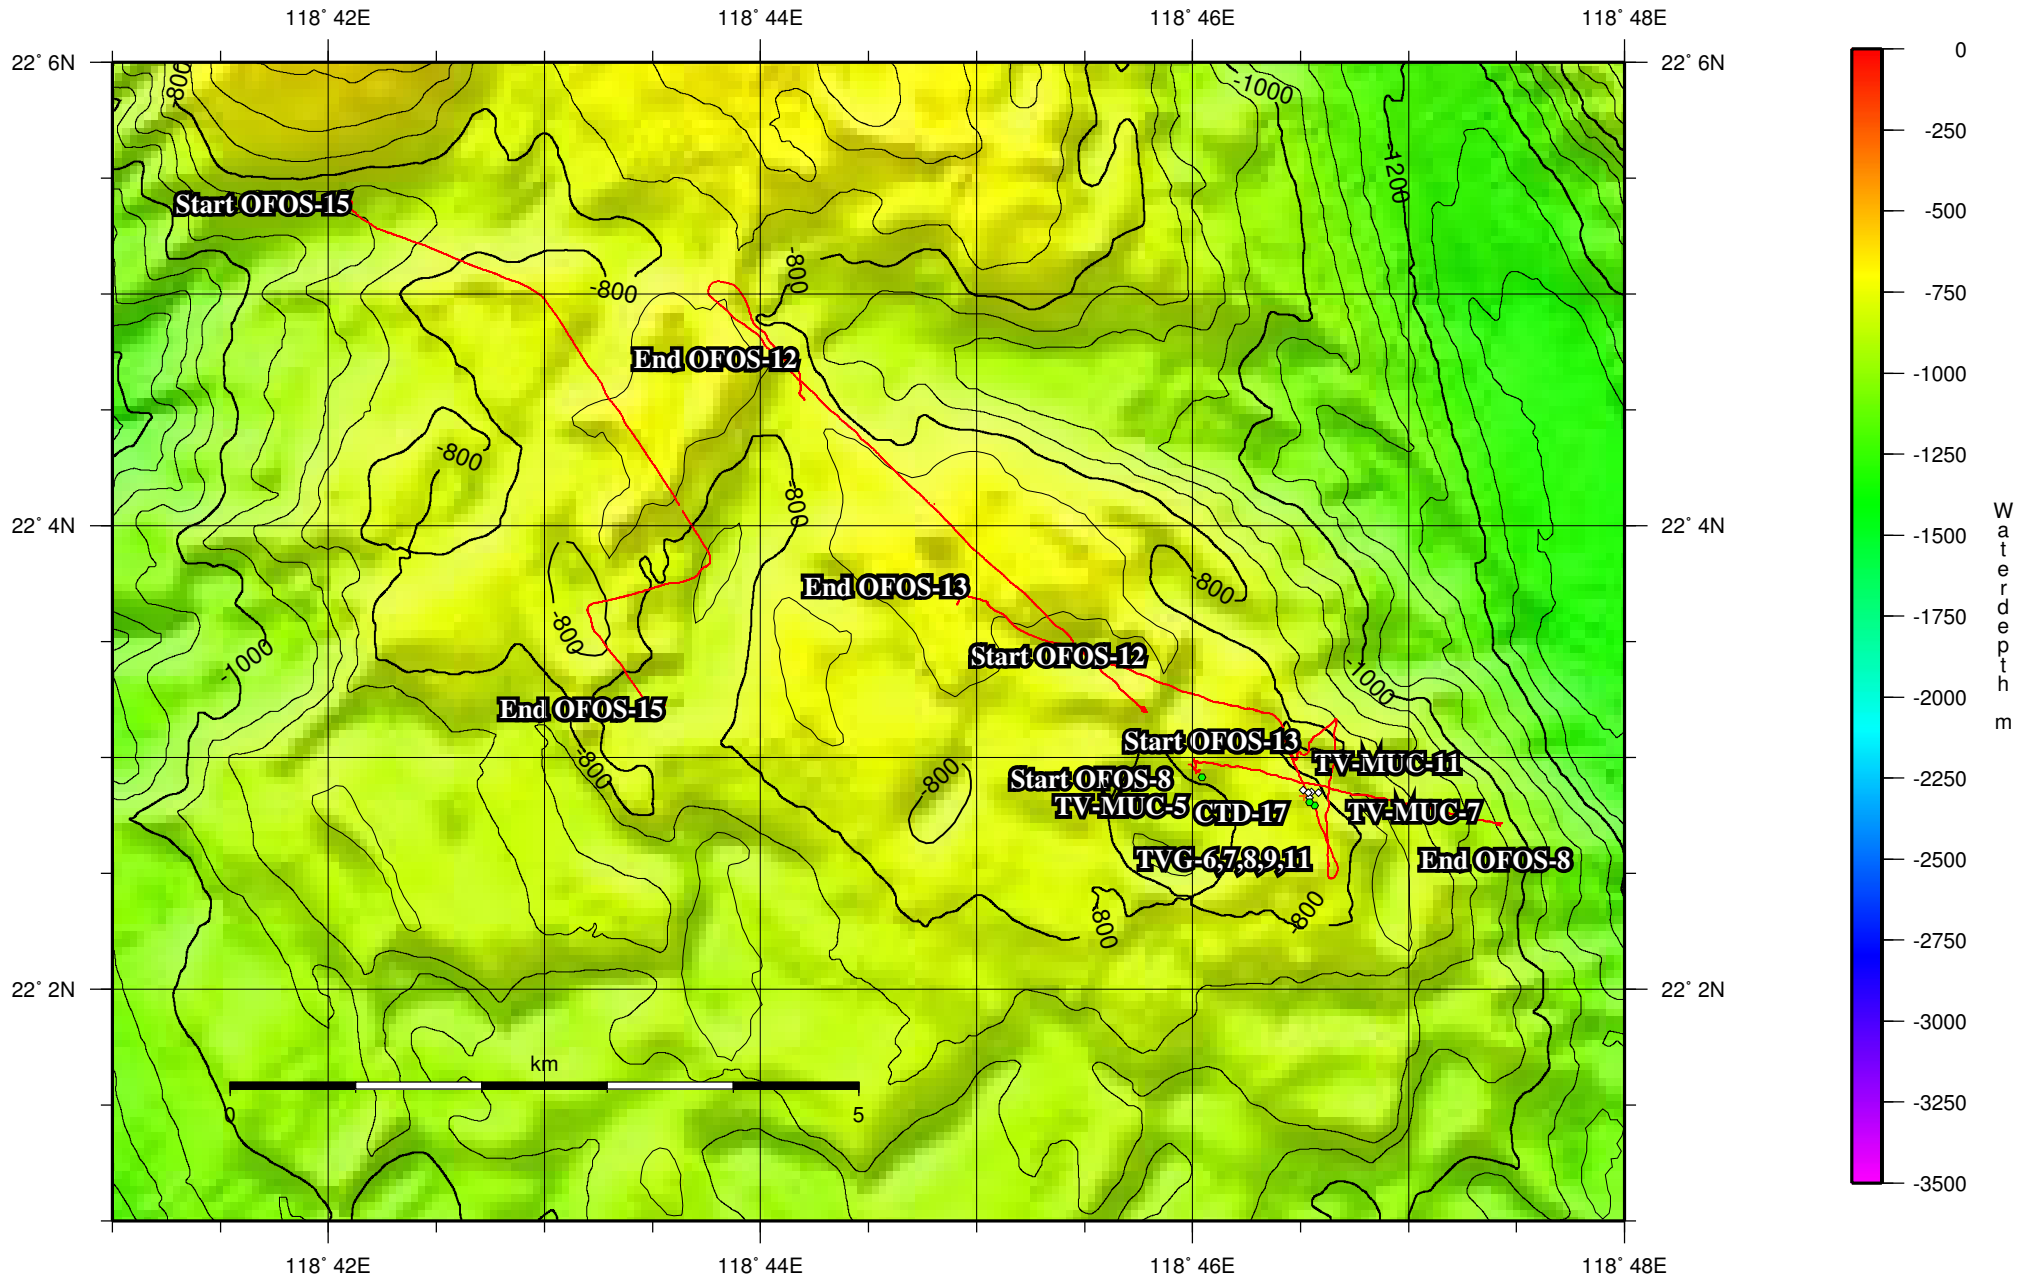 118° 42E
118° 44E
118° 46E
118° 48E
22° 6N
22° 6N
0
-250
-500
-750
-1000
-1250
-1500
-1750
-2000
-2250
-2500
-2750
-3000
-3250
-3500
Waterdepth m
-800
-1000
-1200
Start OFOS-15
-800
-800
End OFOS-12
-800
-800
22° 4N
22° 4N
End OFOS-13
-800
-800
-1000
Start OFOS-12
-1000
End OFOS-15
Start OFOS-13
TV-MUC-11
-800
Start OFOS-8
-800
TV-MUC-5
CTD-17
TV-MUC-7
TVG-6,7,8,9,11
End OFOS-8
-800
-800
22° 2N
22° 2N
km
0
5
118° 42E
118° 44E
118° 46E
118° 48E